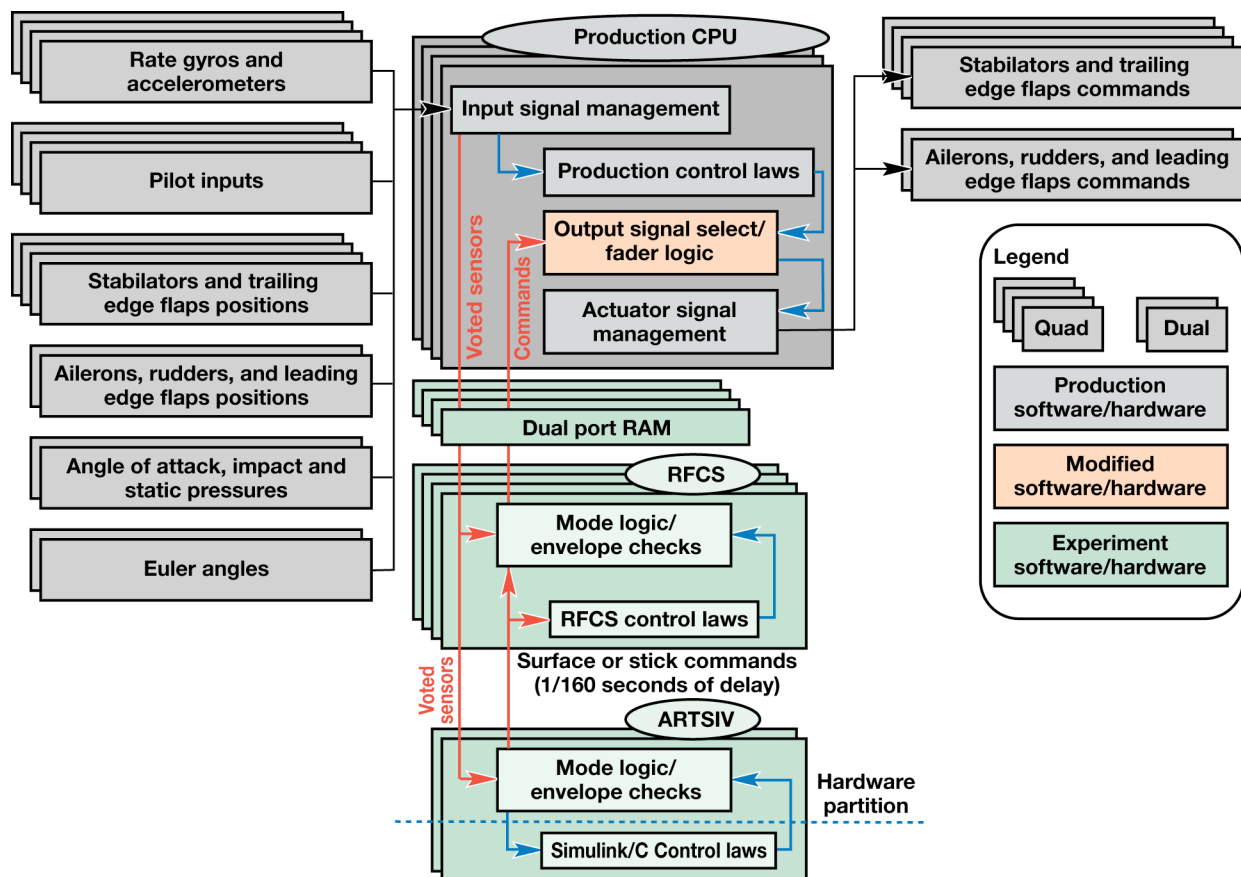 Rate gyros and
accelerometers
Pilot inputs
Stabilators and trailing
edge flaps positions
Ailerons, rudders, and leading
edge flaps positions
Angle of attack, impact and
static pressures
Euler angles
Production CPU
Input signal management
Production control laws
Output signal select/
fader logic
Actuator signal
management
Voted sensors
Commands
Dual port RAM
RFCS
Mode logic/
envelope checks
RFCS control laws
Voted
sensors
Surface or stick commands
(1/160 seconds of delay)
ARTSIV
Mode logic/
envelope checks
Hardware
partition
Simulink/C Control laws
Stabilators and trailing
edge flaps commands
Ailerons, rudders, and leading
edge flaps commands
Legend
Quad
Dual
Production
software/hardware
Modified
software/hardware
Experiment
software/hardware